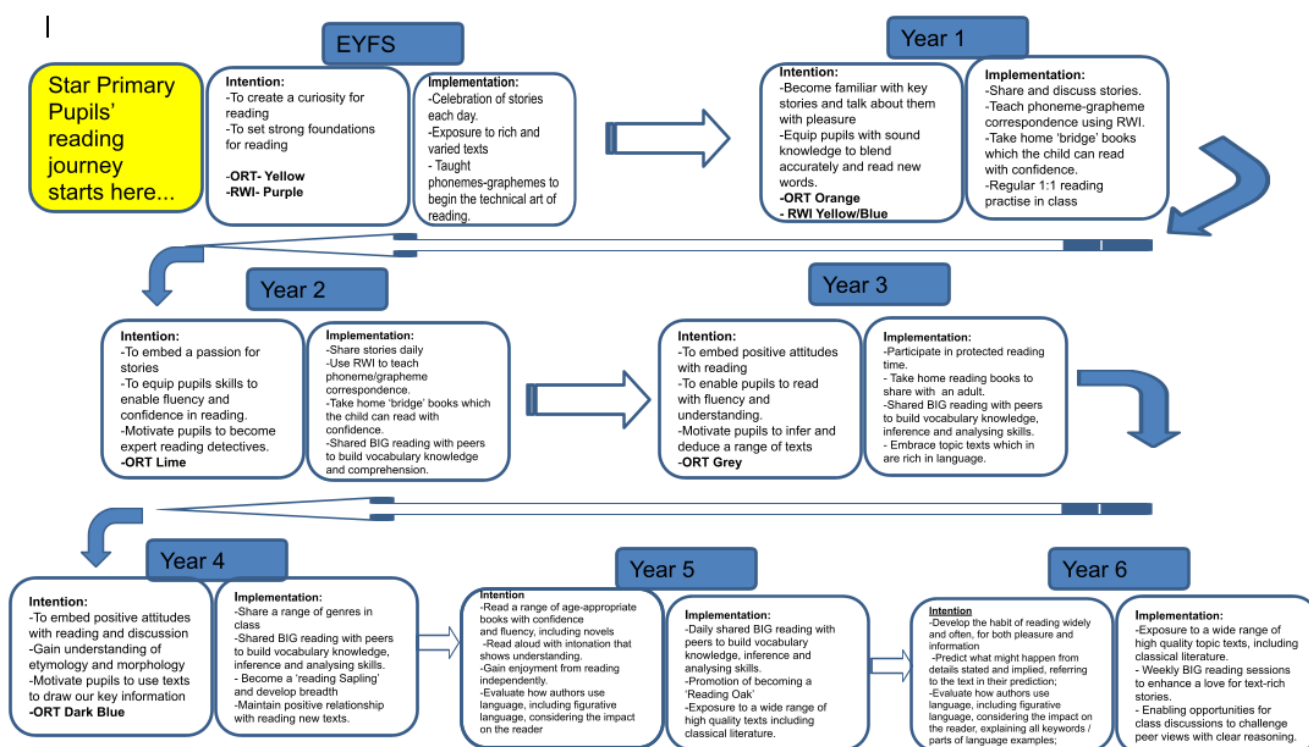 EYFS
Year 1
Star Primary
Pupils'
reading
journey
starts here...
Intention:
-To create a curiosity for
reading
-To set strong foundations
for reading
-ORT- Yellow
-RWI- Purple
Implementation:
-Celebration of stories
each day.
-Exposure to rich and
varied texts
- Taught
phonemes-graphemes to
begin the technical art of
reading.
Intention:
-Become familiar with key
stories and talk about them
with pleasure
-Equip pupils with sound
knowledge to blend
accurately and read new
words.
-ORT Orange
- RWI Yellow/Blue
Implementation:
-Share and discuss stories.
-Teach phoneme-grapheme
correspondence using RWI.
-Take home 'bridge' books
which the child can read
with confidence.
-Regular 1:1 reading
practise in class
Year 2
Year 3
Intention:
-To embed a passion for
stories
-To equip pupils skills to
enable fluency and
confidence in reading.
-Motivate pupils to become
expert reading detectives.
-ORT Lime
Implementation:
-Share stories daily
-Use RWI to teach
phoneme/grapheme
correspondence.
-Take home 'bridge' books which
the child can read with
confidence.
-Shared BIG reading with peers
to build vocabulary knowledge
and comprehension.
Intention:
-To embed positive attitudes
with reading
-To enable pupils to read
with fluency and
understanding.
-Motivate pupils to infer and
deduce a range of texts
-ORT Grey
Implementation:
-Participate in protected reading
time.
- Take home reading books to
share with an adult.
-Shared BIG reading with peers
to build vocabulary knowledge,
inference and analysing skills.
- Embrace topic texts which in
are rich in language.
Year 4
Year 5
Year 6
Intention:
-To embed positive attitudes
with reading and discussion
-Gain understanding of
etymology and morphology
-Motivate pupils to use texts
to draw our key information
-ORT Dark Blue
Implementation:
-Share a range of genres in
class
-Shared BIG reading with peers
to build vocabulary knowledge,
inference and analysing skills.
- Become a 'reading Sapling'
and develop breadth
-Maintain positive relationship
with reading new texts.
Intention
-Read a range of age-appropriate
books with confidence
and fluency, including novels
-Read aloud with intonation that
shows understanding.
-Gain enjoyment from reading
independently.
-Evaluate how authors use
language, including figurative
language, considering the impact
on the reader
Implementation:
-Daily shared BIG reading with
peers to build vocabulary
knowledge, inference and
analysing skills.
-Promotion of becoming a
'Reading Oak'
-Exposure to a wide range of
high quality texts including
classical literature.
Intention
-Develop the habit of reading widely
and often, for both pleasure and
information
-Predict what might happen from
details stated and implied, referring
to the text in their prediction;
-Evaluate how authors use
language, including figurative
language, considering the impact on
the reader, explaining all keywords /
parts of language examples;
Implementation:
-Exposure to a wide range of
high quality topic texts, including
classical literature.
- Weekly BIG reading sessions
to enhance a love for text-rich
stories.
- Enabling opportunities for
class discussions to challenge
peer views with clear reasoning.